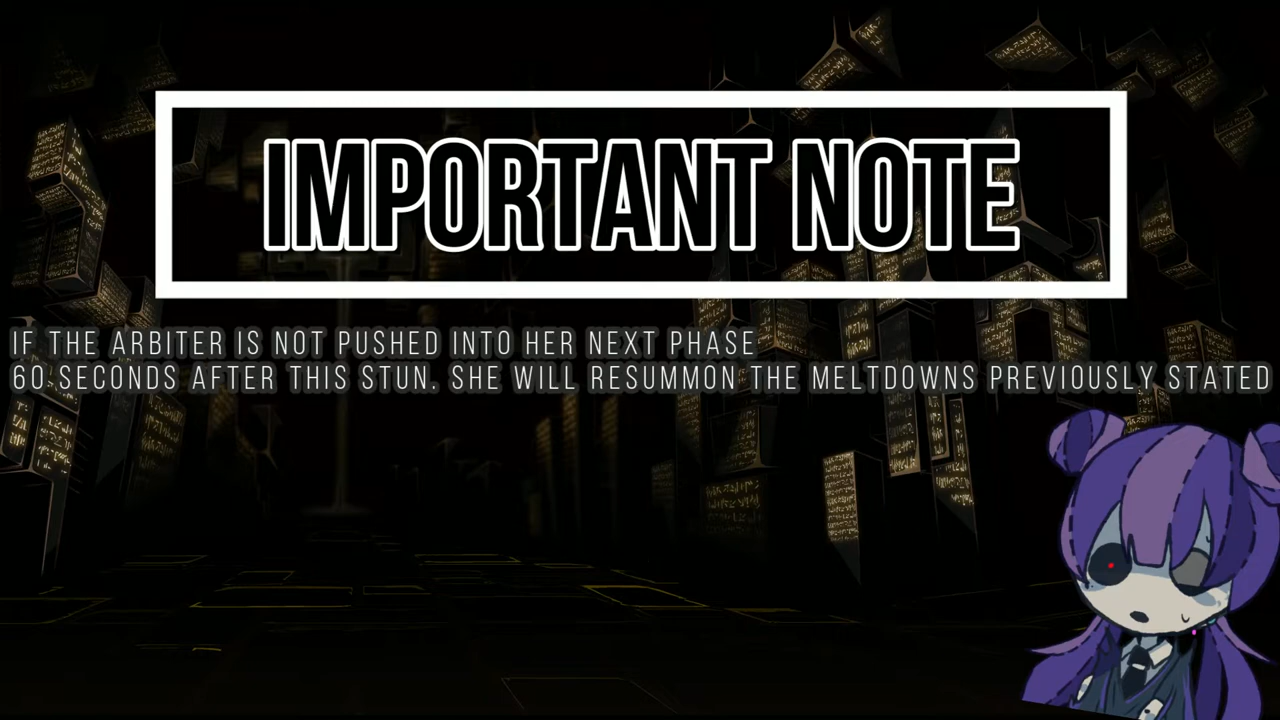 IMPORTANT NOTE
IF THE ARBITER IS NOT PUSHED INTO HER NEXT PHASE
60 SECONDS AFTER THIS STUN, SHE WILL RESUMMON THE MELTDOWNS PREVIOUSLY STATED